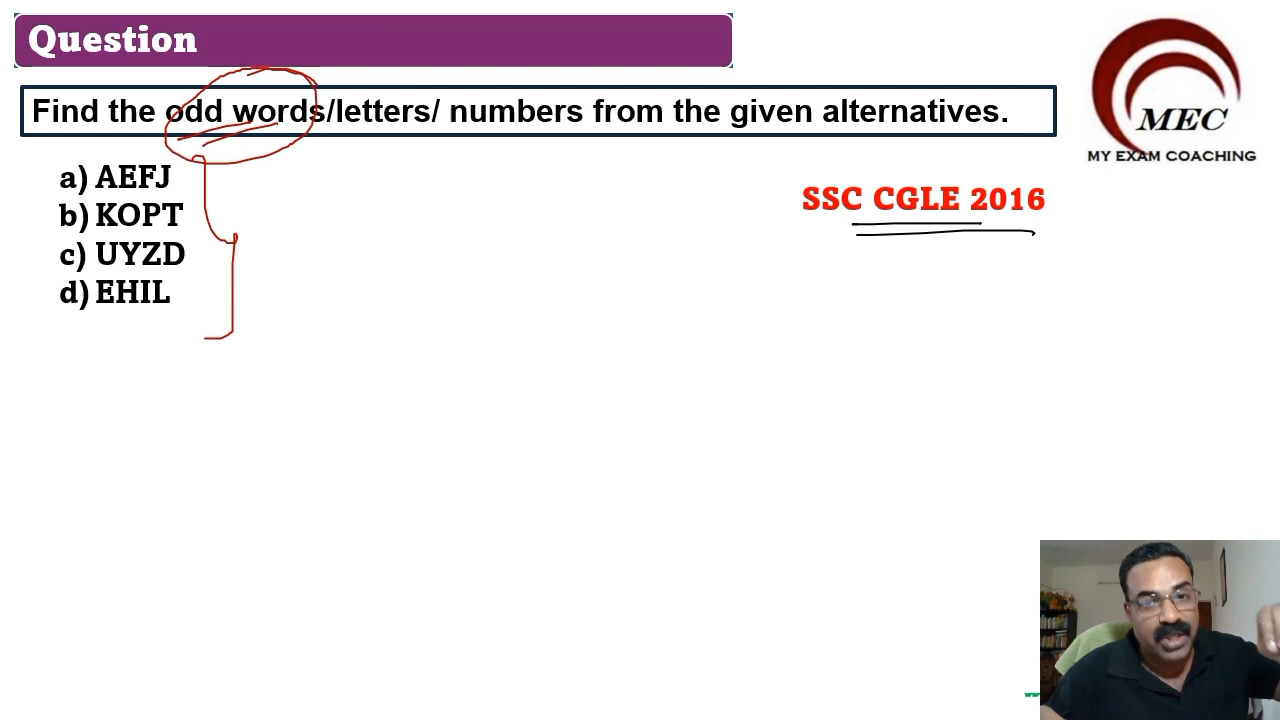 Question
Find the odd words/letters/ numbers from the given alternatives.
MEC
MY EXAM COACHING
a) AEFJ
b) KOPT
c) UYZD
d) EHIL
SSC CGLE 2016